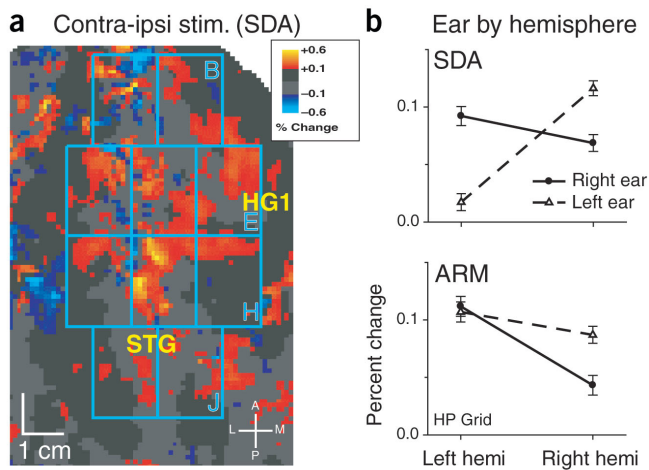 a Contra-ipsi stim. (SDA)
+0.6
+0.1
–0.1
–0.6
% Change
B
HG1
E
H
STG
J
1 cm
A
L M
P
b Ear by hemisphere
SDA
0.1
0.0
Right ear
Left ear
ARM
0.1
0.0
Percent change
HP Grid
Left hemi Right hemi